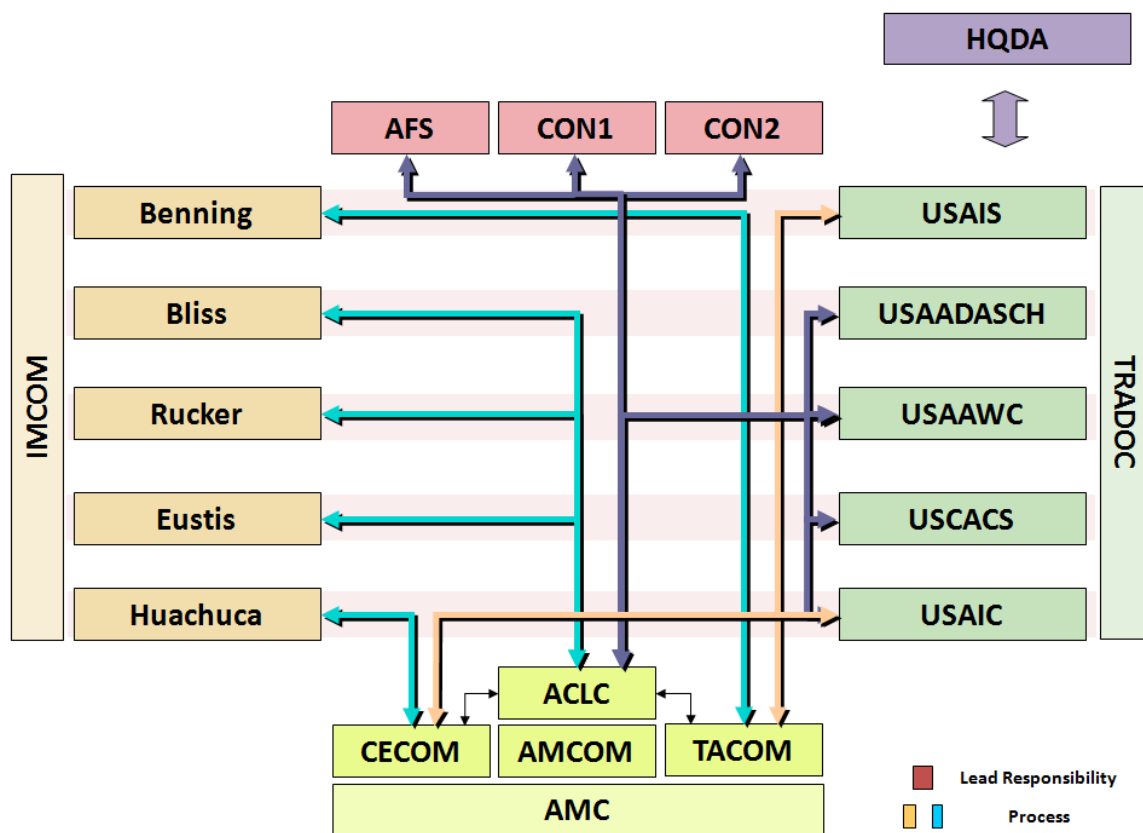 HQDA
AFS
CON1
CON2
IMCOM
Benning
USAIS
TRADOC
Bliss
USAADASCH
Rucker
USAAWC
Eustis
USCACS
Huachuca
USAIC
ACLC
CECOM
AMCOM
TACOM
AMC
Lead Responsibility
Process